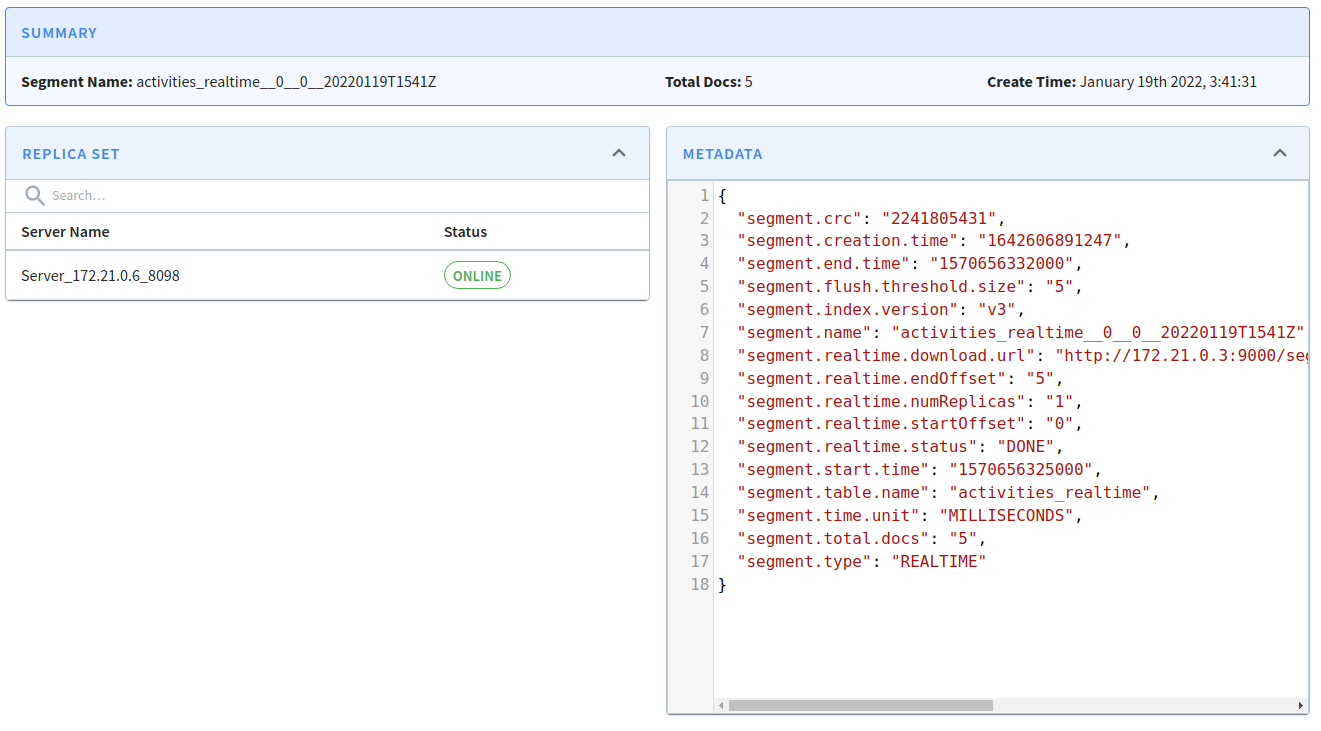 SUMMARY
Segment Name: activities_realtime__0__0__20220119T1541Z Total Docs: 5 Create Time: January 19th 2022, 3:41:31
REPLICA SET
Search...
Server Name Status
Server_172.21.0.6_8098 ONLINE
METADATA
1 {
2 "segment.crc": "2241805431",
3 "segment.creation.time": "1642606891247",
4 "segment.end.time": "1570656332000",
5 "segment.flush.threshold.size": "5",
6 "segment.index.version": "v3",
7 "segment.name": "activities_realtime__0__0__20220119T1541Z"
8 "segment.realtime.download.url": "http://172.21.0.3:9000/seg
9 "segment.realtime.endOffset": "5",
10 "segment.realtime.numReplicas": "1",
11 "segment.realtime.startOffset": "0",
12 "segment.realtime.status": "DONE",
13 "segment.start.time": "1570656325000",
14 "segment.table.name": "activities_realtime",
15 "segment.time.unit": "MILLISECONDS",
16 "segment.total.docs": "5",
17 "segment.type": "REALTIME"
18 }